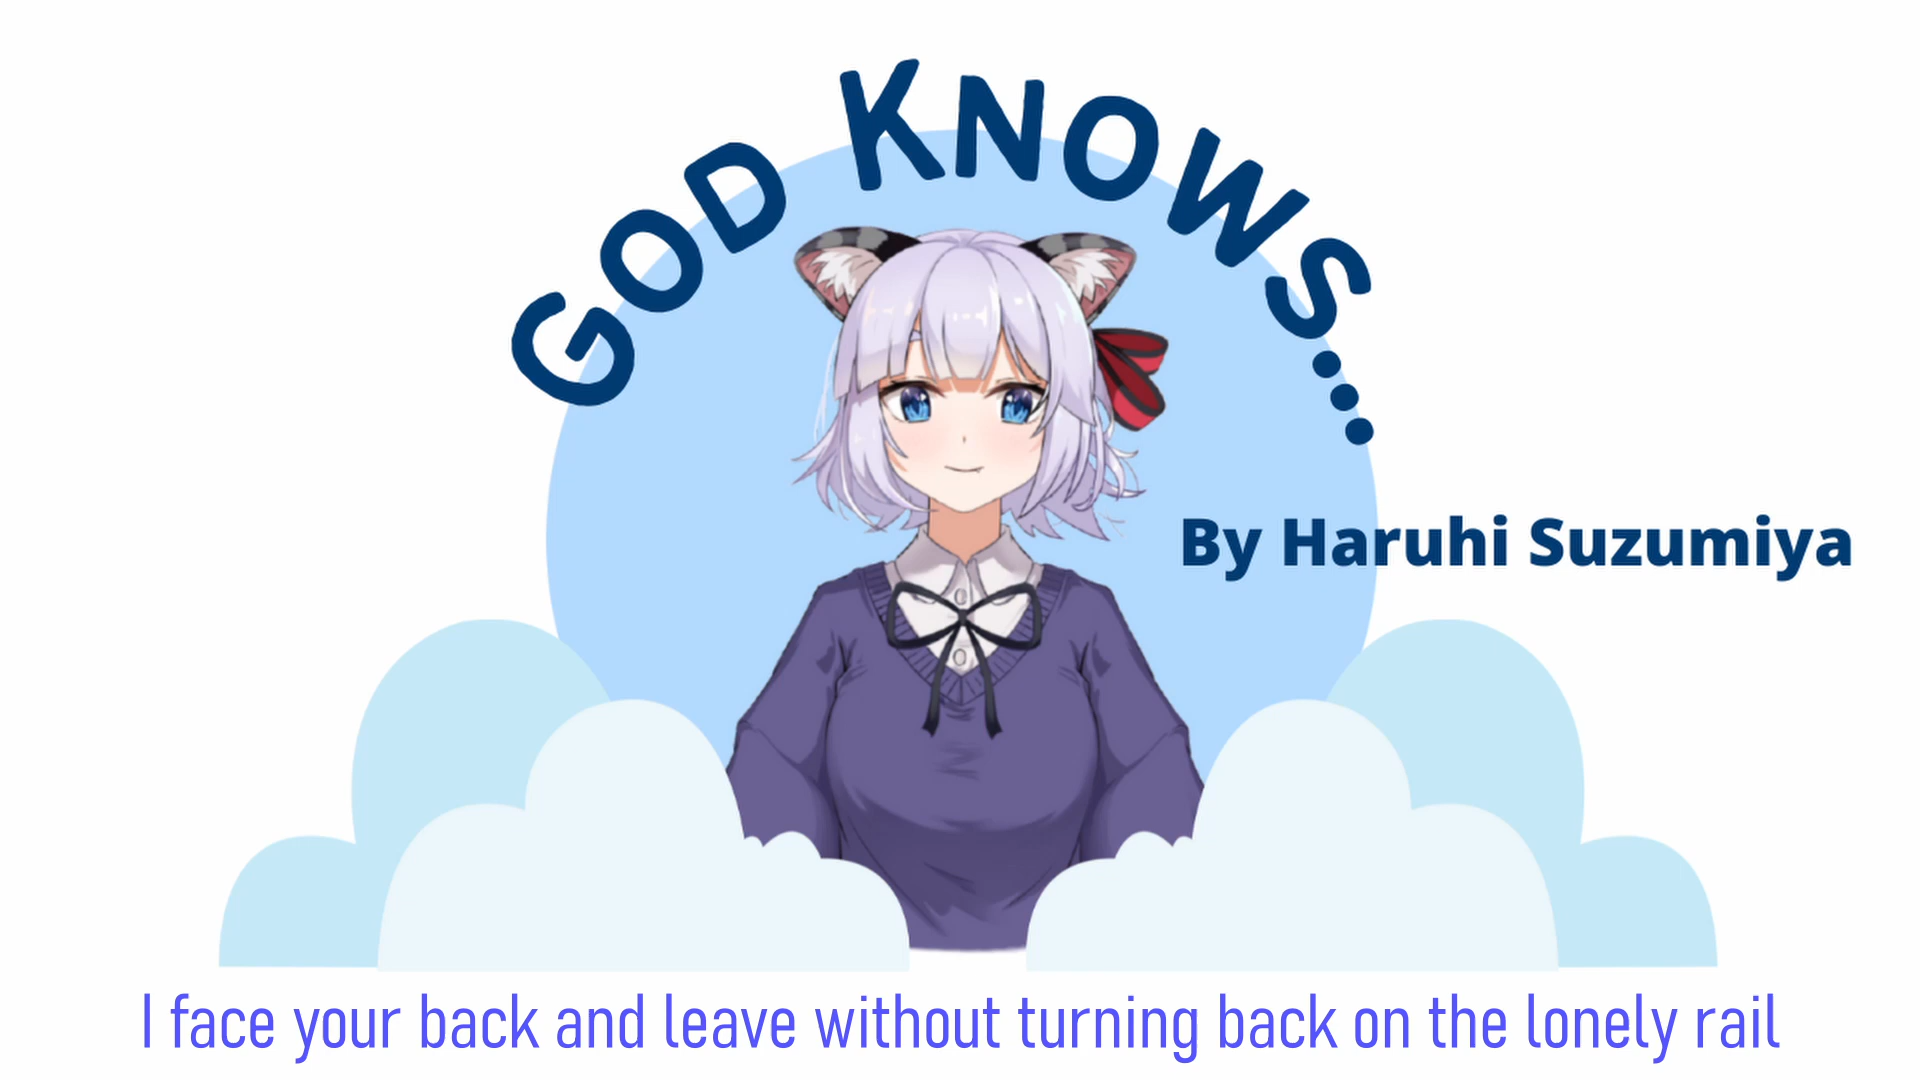 GOD KNOWS...
By Haruhi Suzumiya
I face your back and leave without turning back on the lonely rail